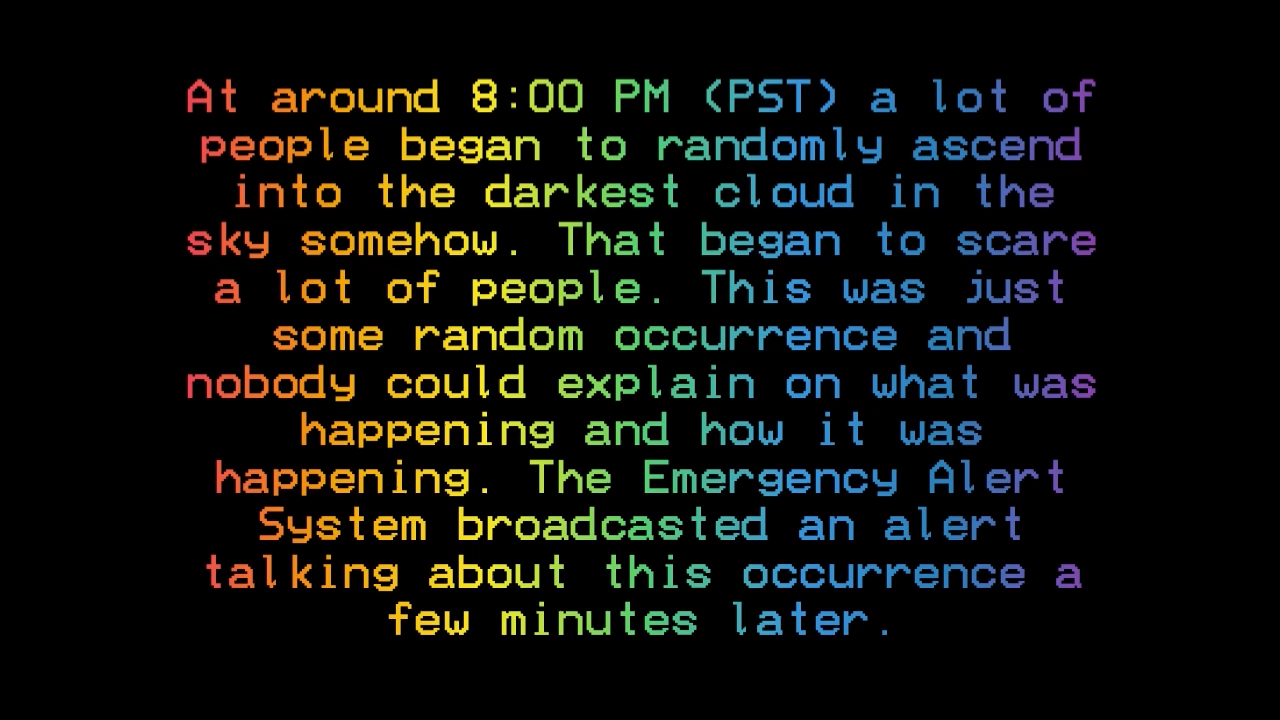 At around 8:00 PM (PST) a lot of
people began to randomly ascend
into the darkest cloud in the
sky somehow. That began to scare
a lot of people. This was just
some random occurrence and
nobody could explain on what was
happening and how it was
happening. The Emergency Alert
System broadcasted an alert
talking about this occurrence a
few minutes later.